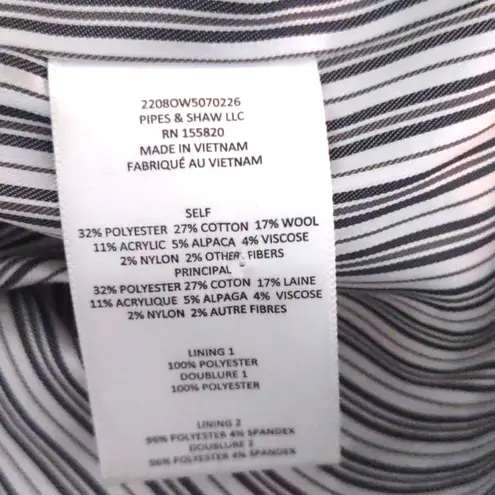 2208OW5070226
PIPES & SHAW LLC
RN 155820
MADE IN VIETNAM
FABRIQUÉ AU VIETNAM
SELF
32% POLYESTER 27% COTTON 17% WOOL
11% ACRYLIC 5% ALPACA 4% VISCOSE
2% NYLON 2% OTHER FIBERS
PRINCIPAL
32% POLYESTER 27% COTON 17% LAINE
11% ACRYLIQUE 5% ALPAGA 4% VISCOSE
2% NYLON 2% AUTRE FIBRES
LINING 1
100% POLYESTER
DOUBLURE 1
100% POLYESTER
LINING 2
96% POLYESTER 4% SPANDEX
DOUBLURE 2
96% POLYESTER 4% SPANDEX